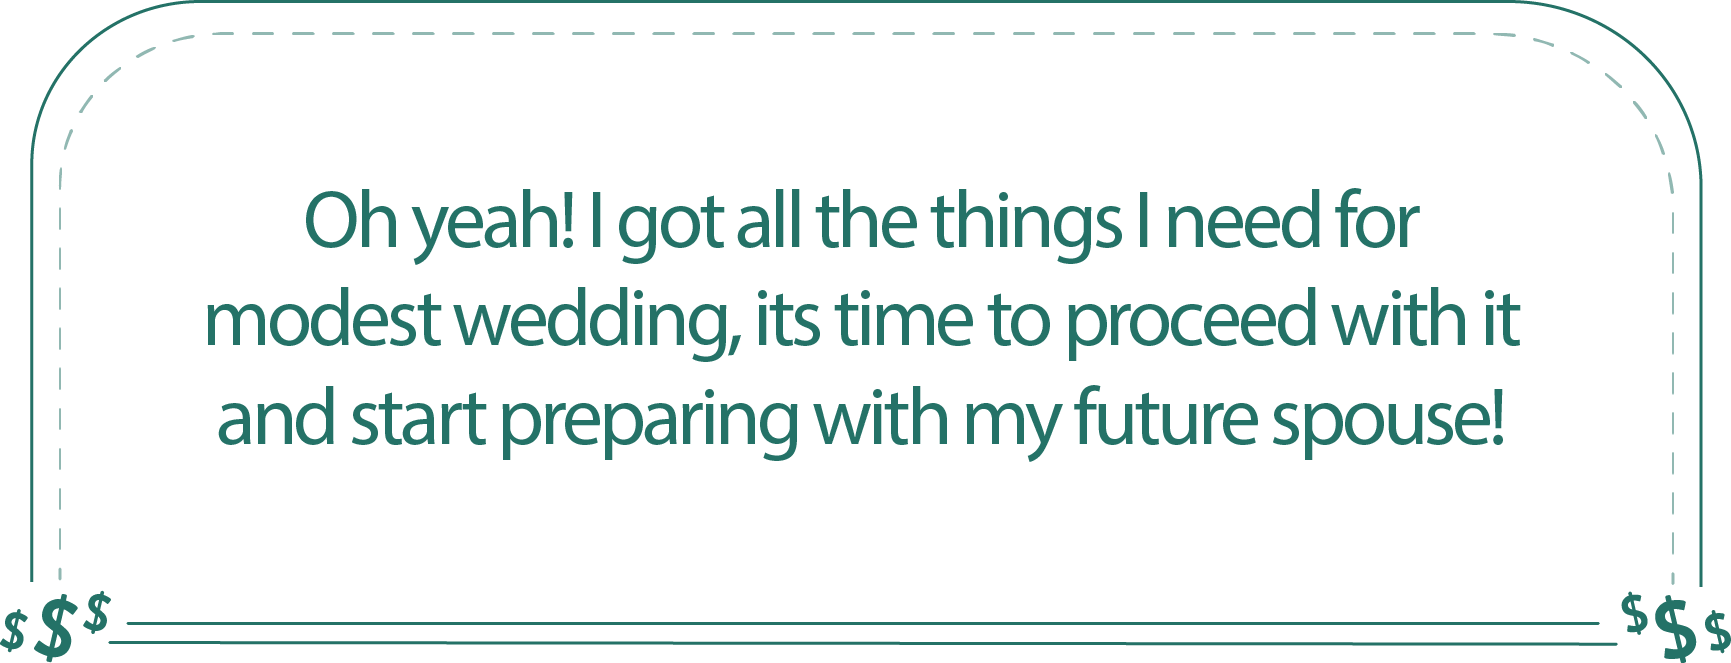 Oh yeah! I got all the things I need for
modest wedding, its time to proceed with it
and start preparing with my future spouse!
$ $ $ $ $ $